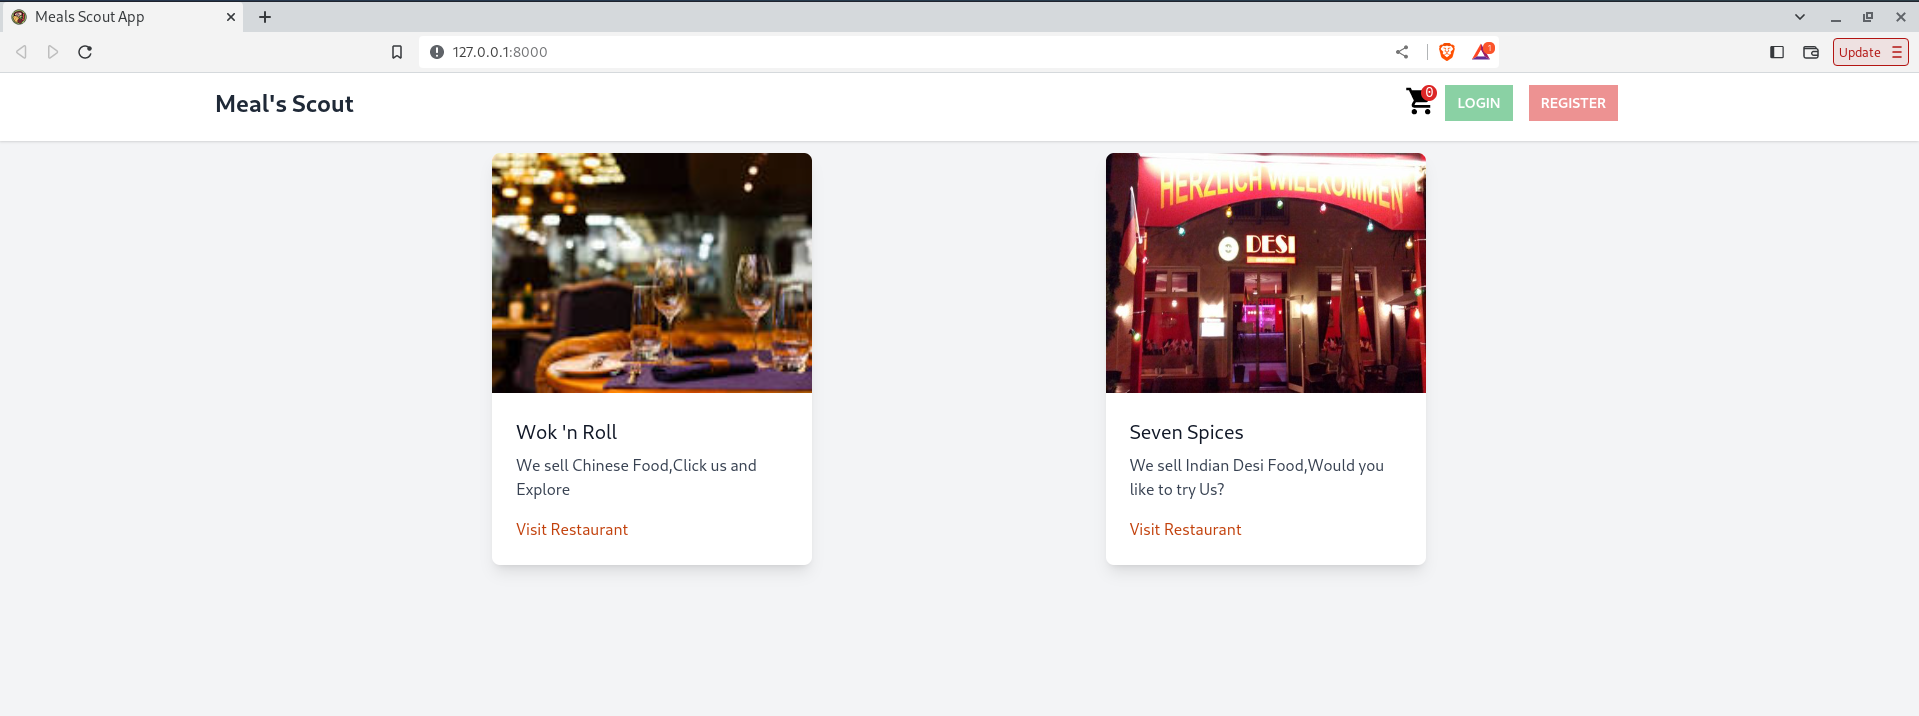 Meals Scout App
127.0.0.1:8000
1
Update
Meal's Scout
0
LOGIN
REGISTER
HERZLICH WILLKOMMEN
DESI
Wok 'n Roll
We sell Chinese Food,Click us and
Explore
Visit Restaurant
Seven Spices
We sell Indian Desi Food,Would you
like to try Us?
Visit Restaurant